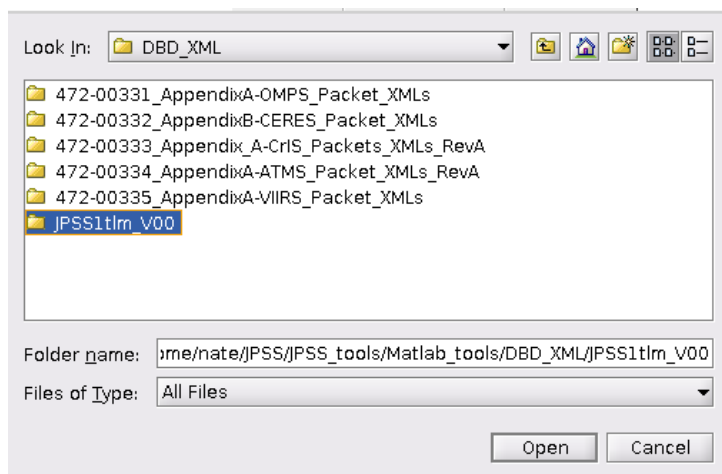 Look In: DBD_XML
472-00331_AppendixA-OMPS_Packet_XMLs
472-00332_AppendixB-CERES_Packet_XMLs
472-00333_Appendix_A-CrIS_Packets_XMLs_RevA
472-00334_AppendixA-ATMS_Packet_XMLs_RevA
472-00335_AppendixA-VIIRS_Packet_XMLs
JPSS1tlm_V00
Folder name: ome/nate/JPSS/JPSS_tools/Matlab_tools/DBD_XML/JPSS1tlm_V00
Files of Type: All Files
Open Cancel